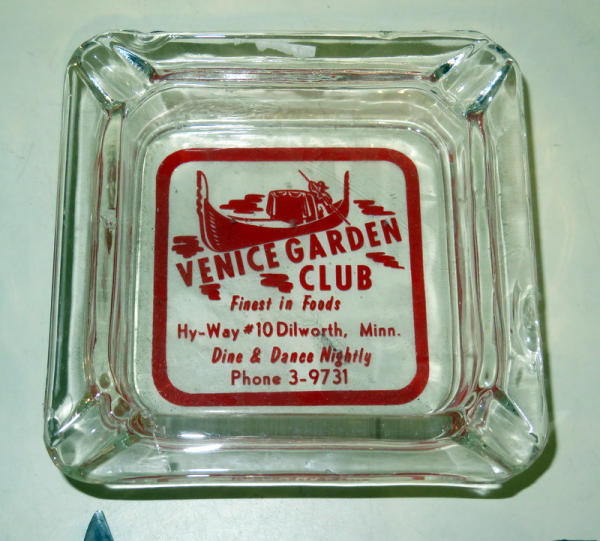 VENICE GARDEN
CLUB
Finest in Foods
Hy-Way #10 Dilworth, Minn.
Dine & Dance Nightly
Phone 3-9731